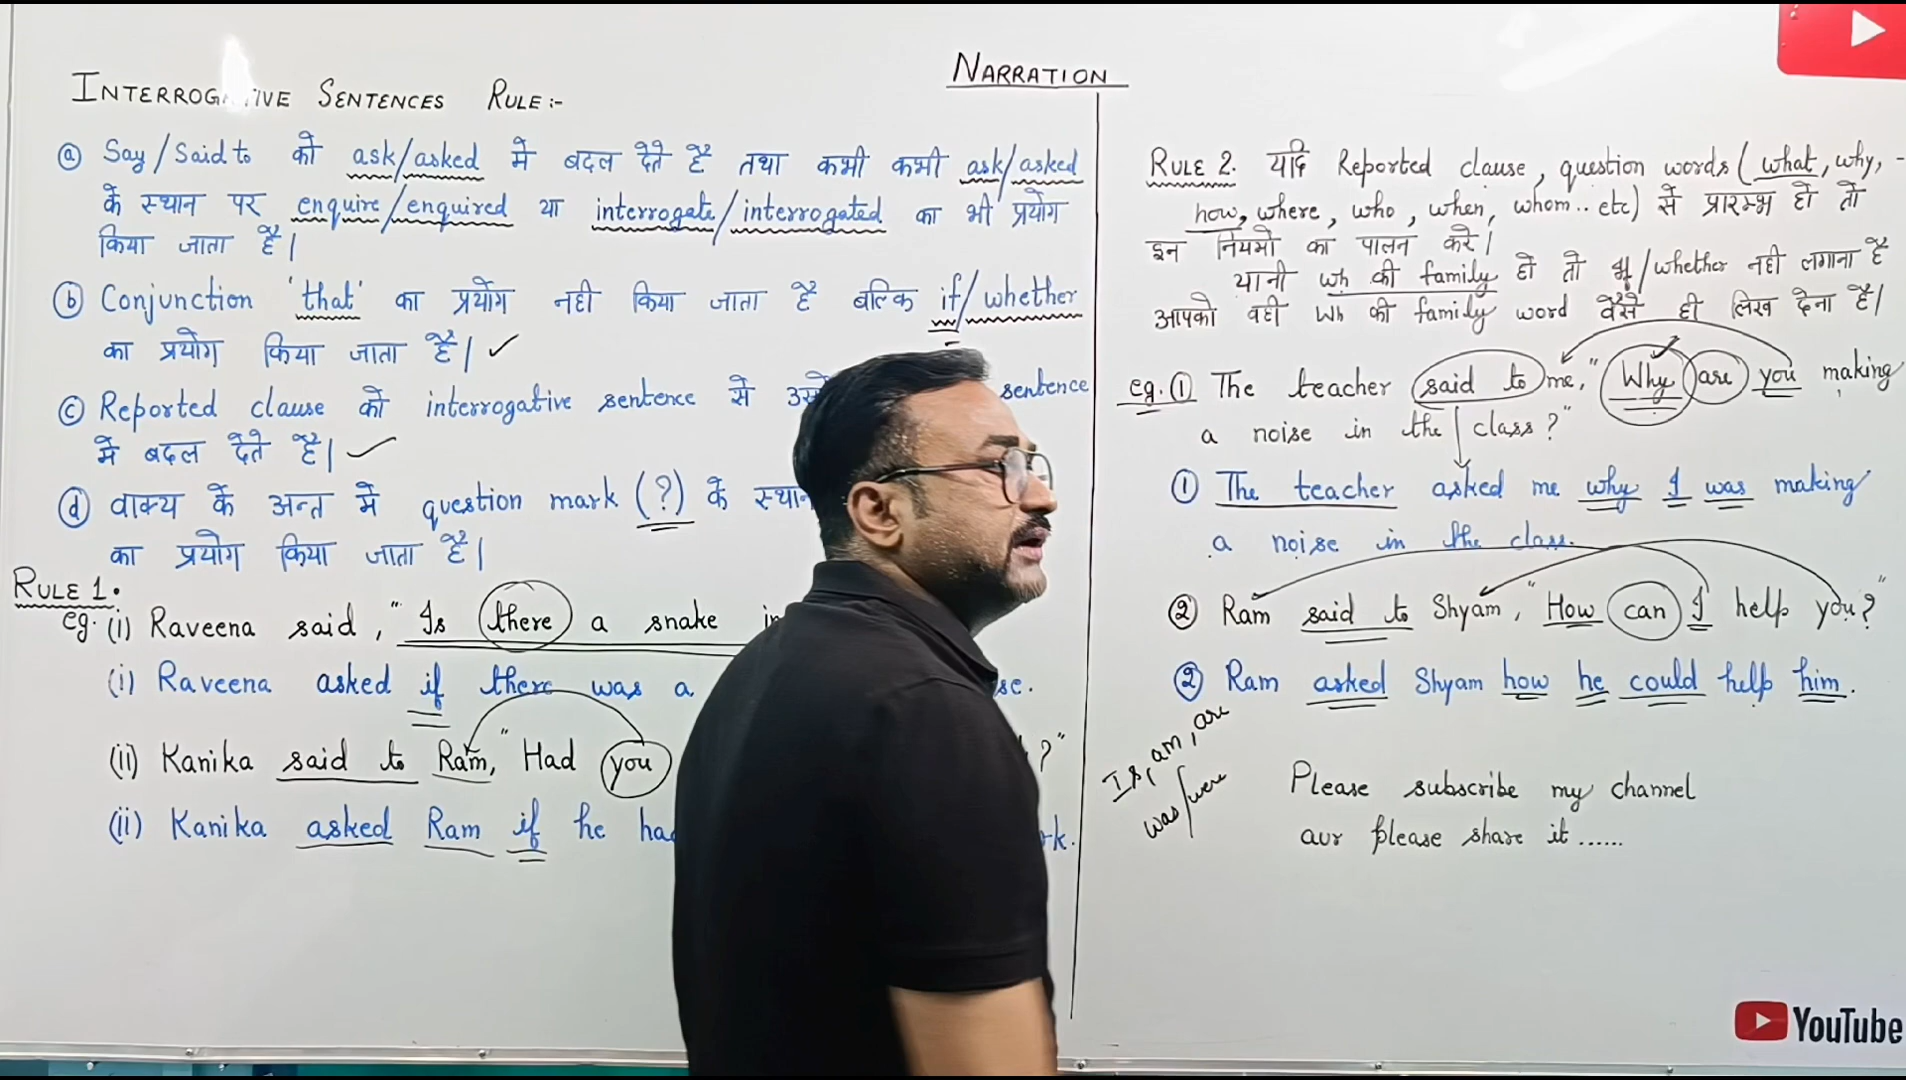 NARRATION
INTERROGATIVE SENTENCES RULE:-
ⓐ Say/Said to को ask/asked में बदल देते है तथा कभी कभी ask/asked
के स्थान पर enquire/enquired या interrogate/interrogated का भी प्रयोग
किया जाता है।
ⓑ Conjunction 'that' का प्रयोग नही किया जाता है बल्कि if/whether
का प्रयोग किया जाता है। ✓
ⓒ Reported clause को interrogative sentence से sentence
में बदल देते है। ✓
ⓓ वाक्य के अन्त में question mark (?) के स्थान
का प्रयोग किया जाता है।
RULE 1.
eg. (i) Raveena said, "Is there a snake in
(i) Raveena asked if there was a se.
(ii) Kanika said to Ram, "Had you ?"
(ii) Kanika asked Ram if he had rk.
RULE 2. यदि Reported clause, question words (what, why,
how, where, who, when, whom.. etc) से प्रारम्भ हो तो
इन नियमो का पालन करे।
यानी wh की family हो तो if/whether नही लगाना है
आपको वही Wh की family word वैसे ही लिख देना है।
eg. ① The teacher said to me, "Why are you making
a noise in the class?"
① The teacher asked me why I was making
a noise in the class.
② Ram said to Shyam, "How can I help you?"
② Ram asked Shyam how he could help him.
Is, am, are
was/were
Please subscribe my channel
aur please share it ......
YouTube